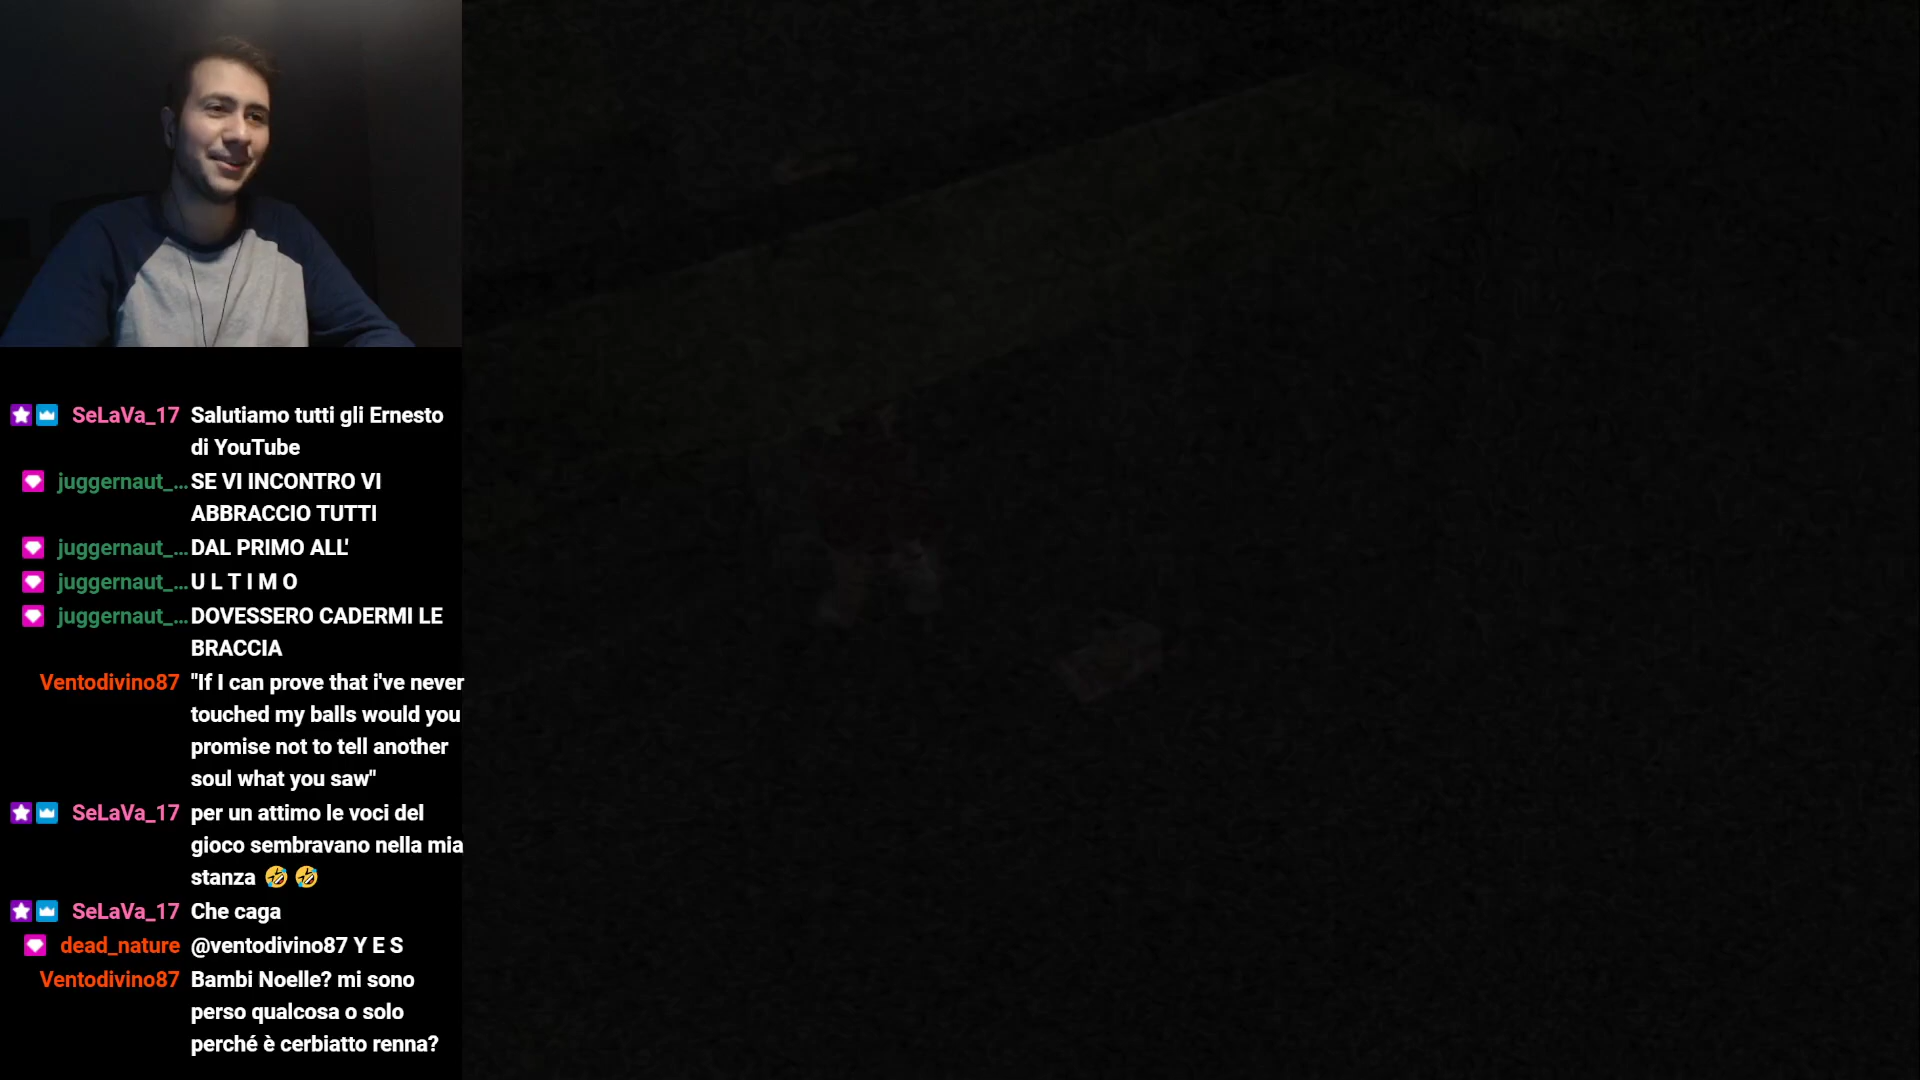 SeLaVa_17 Salutiamo tutti gli Ernesto
di YouTube
juggernaut_... SE VI INCONTRO VI
ABBRACCIO TUTTI
juggernaut_... DAL PRIMO ALL'
juggernaut_... U L T I M O
juggernaut_... DOVESSERO CADERMI LE
BRACCIA
Ventodivino87 "If I can prove that i've never
touched my balls would you
promise not to tell another
soul what you saw"
SeLaVa_17 per un attimo le voci del
gioco sembravano nella mia
stanza 🤣 🤣
SeLaVa_17 Che caga
dead_nature @ventodivino87 Y E S
Ventodivino87 Bambi Noelle? mi sono
perso qualcosa o solo
perché è cerbiatto renna?